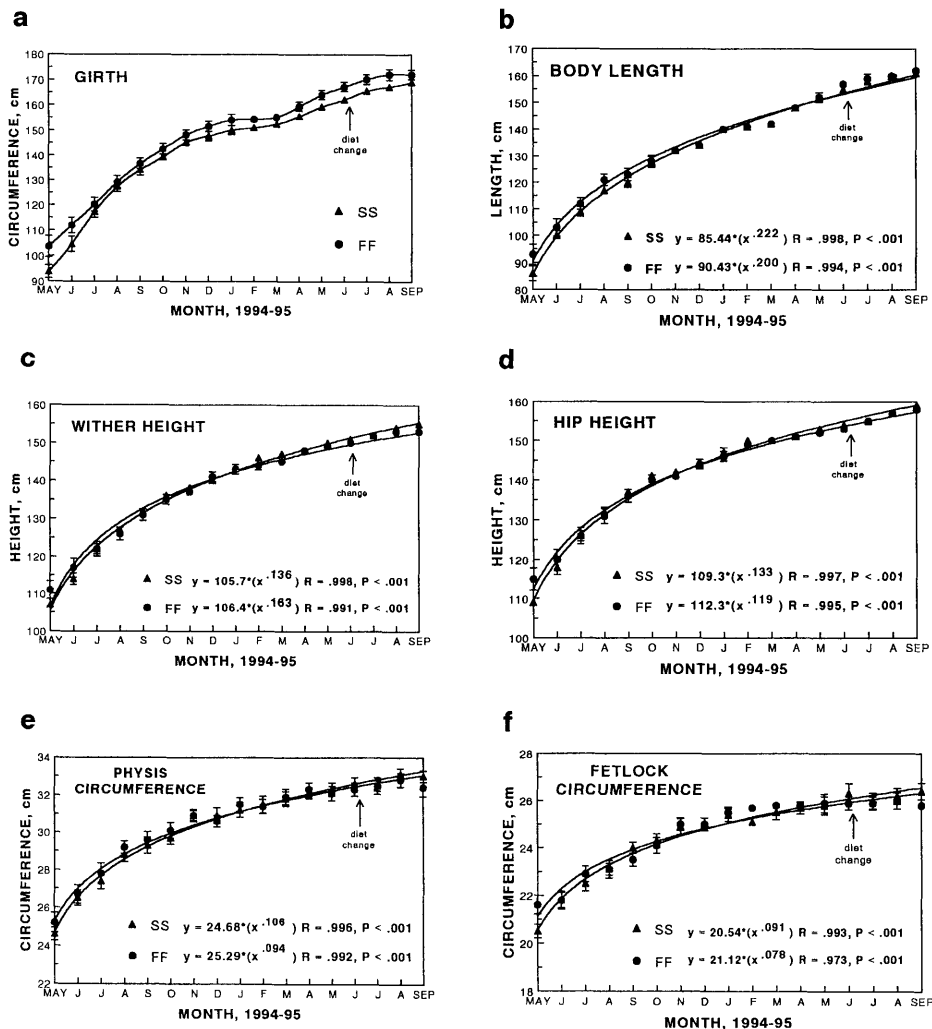 a
GIRTH
CIRCUMFERENCE, cm
180
170
160
150
140
130
120
110
100
90
diet
change
▲ SS
● FF
MAY J J A S O N D J F M A M J J A SEP
MONTH, 1994-95
b
BODY LENGTH
LENGTH, cm
170
160
150
140
130
120
110
100
90
80
diet
change
▲ SS y = 85.44*(x^.222) R = .998, P < .001
● FF y = 90.43*(x^.200) R = .994, P < .001
MAY J J A S O N D J F M A M J J A SEP
MONTH, 1994-95
c
WITHER HEIGHT
HEIGHT, cm
160
150
140
130
120
110
100
diet
change
▲ SS y = 105.7*(x^.136) R = .998, P < .001
● FF y = 106.4*(x^.163) R = .991, P < .001
MAY J J A S O N D J F M A M J J A SEP
MONTH, 1994-95
d
HIP HEIGHT
HEIGHT, cm
160
150
140
130
120
110
100
diet
change
▲ SS y = 109.3*(x^.133) R = .997, P < .001
● FF y = 112.3*(x^.119) R = .995, P < .001
MAY J J A S O N D J F M A M J J A SEP
MONTH, 1994-95
e
PHYSIS
CIRCUMFERENCE
CIRCUMFERENCE, cm
34
32
30
28
26
24
22
diet
change
▲ SS y = 24.68*(x^.106) R = .996, P < .001
● FF y = 25.29*(x^.094) R = .992, P < .001
MAY J J A S O N D J F M A M J J A SEP
MONTH, 1994-95
f
FETLOCK
CIRCUMFERENCE
CIRCUMFERENCE, cm
28
26
24
22
20
18
diet
change
▲ SS y = 20.54*(x^.091) R = .993, P < .001
● FF y = 21.12*(x^.078) R = .973, P < .001
MAY J J A S O N D J F M A M J J A SEP
MONTH, 1994-95